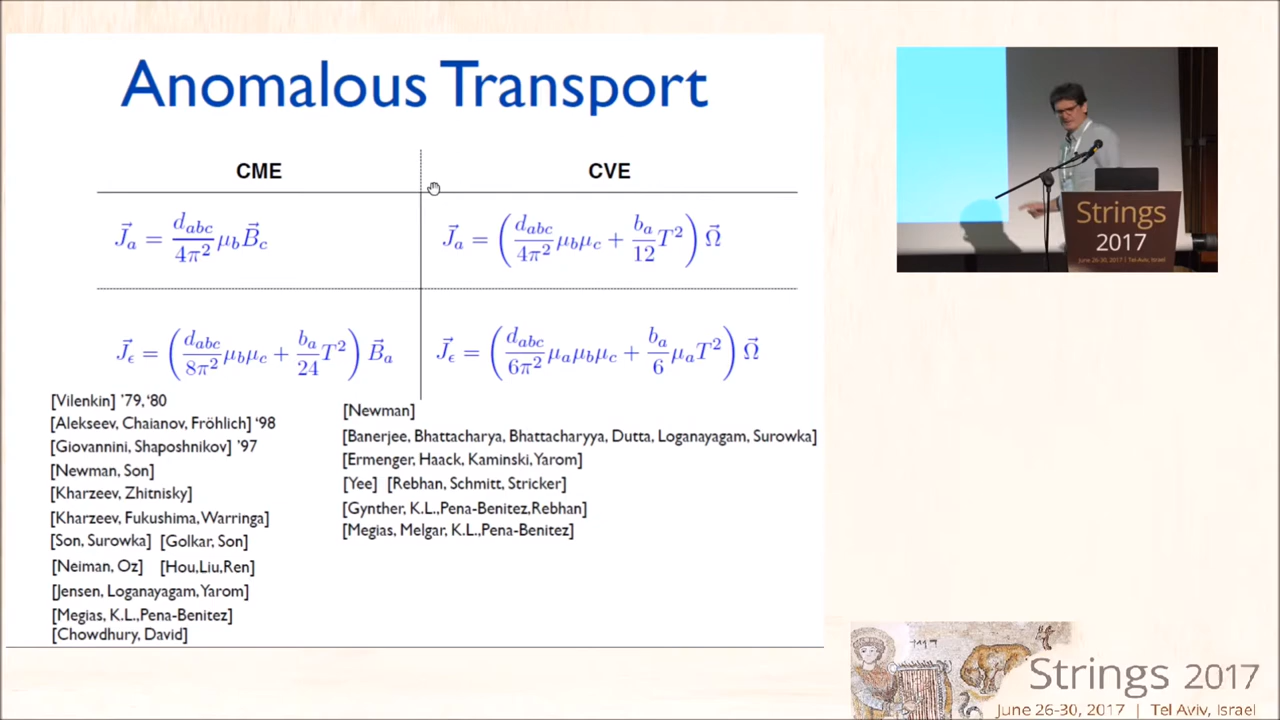 Anomalous Transport
CME
CVE
$\vec{J}_a = \frac{d_{abc}}{4\pi^2} \mu_b \vec{B}_c$
$\vec{J}_a = \left( \frac{d_{abc}}{4\pi^2} \mu_b \mu_c + \frac{b_a}{12} T^2 \right) \vec{\Omega}$
$\vec{J}_\epsilon = \left( \frac{d_{abc}}{8\pi^2} \mu_b \mu_c + \frac{b_a}{24} T^2 \right) \vec{B}_a$
$\vec{J}_\epsilon = \left( \frac{d_{abc}}{6\pi^2} \mu_a \mu_b \mu_c + \frac{b_a}{6} \mu_a T^2 \right) \vec{\Omega}$
[Vilenkin] '79,'80
[Alekseev, Chaianov, Fröhlich] '98
[Giovannini, Shaposhnikov] '97
[Newman, Son]
[Kharzeev, Zhitnisky]
[Kharzeev, Fukushima, Warringa]
[Son, Surowka] [Golkar, Son]
[Neiman, Oz] [Hou,Liu,Ren]
[Jensen, Loganayagam, Yarom]
[Megias, K.L.,Pena-Benitez]
[Chowdhury, David]
[Newman]
[Banerjee, Bhattacharya, Bhattacharyya, Dutta, Loganayagam, Surowka]
[Ermenger, Haack, Kaminski, Yarom]
[Yee] [Rebhan, Schmitt, Stricker]
[Gynther, K.L.,Pena-Benitez,Rebhan]
[Megias, Melgar, K.L.,Pena-Benitez]
Strings
2017
June 26-30, 2017 | Tel-Aviv, Israel
Strings 2017
June 26-30, 2017 | Tel Aviv, Israel